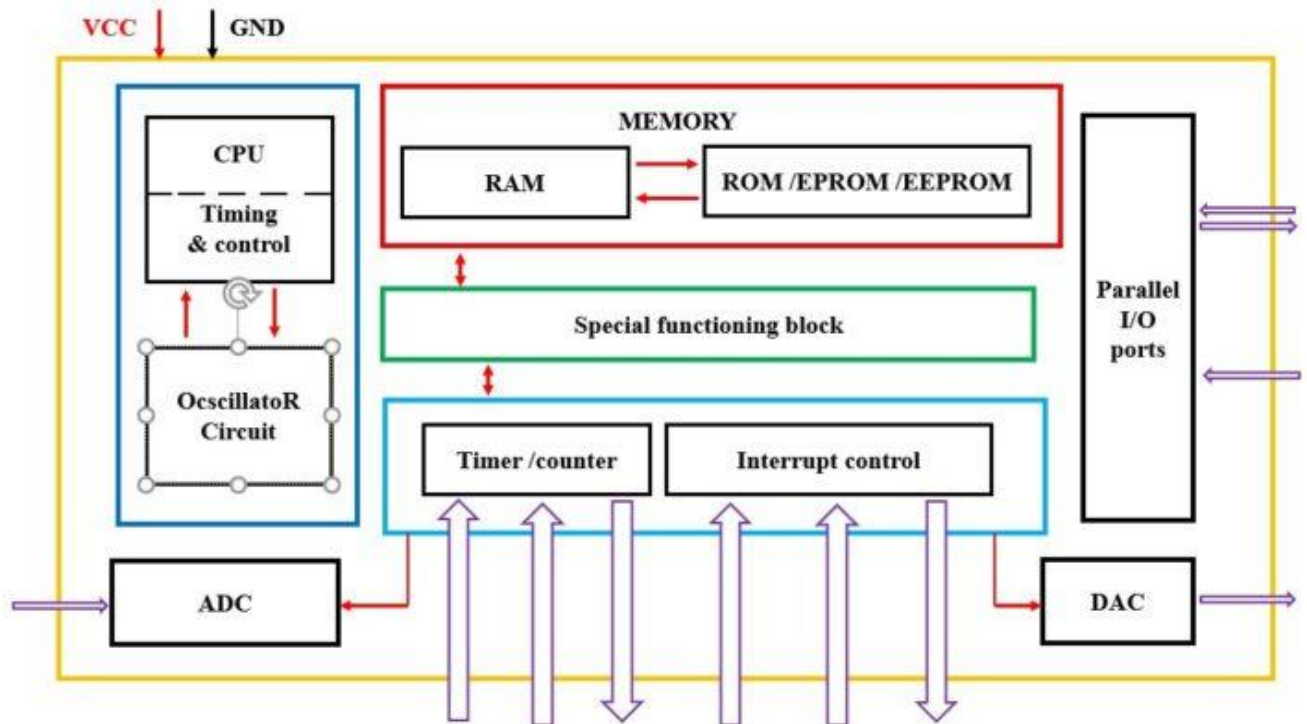 VCC
GND
CPU
Timing
& control
OcscillatoR
Circuit
MEMORY
RAM
ROM /EPROM /EEPROM
Special functioning block
Timer /counter
Interrupt control
Parallel
I/O
ports
ADC
DAC